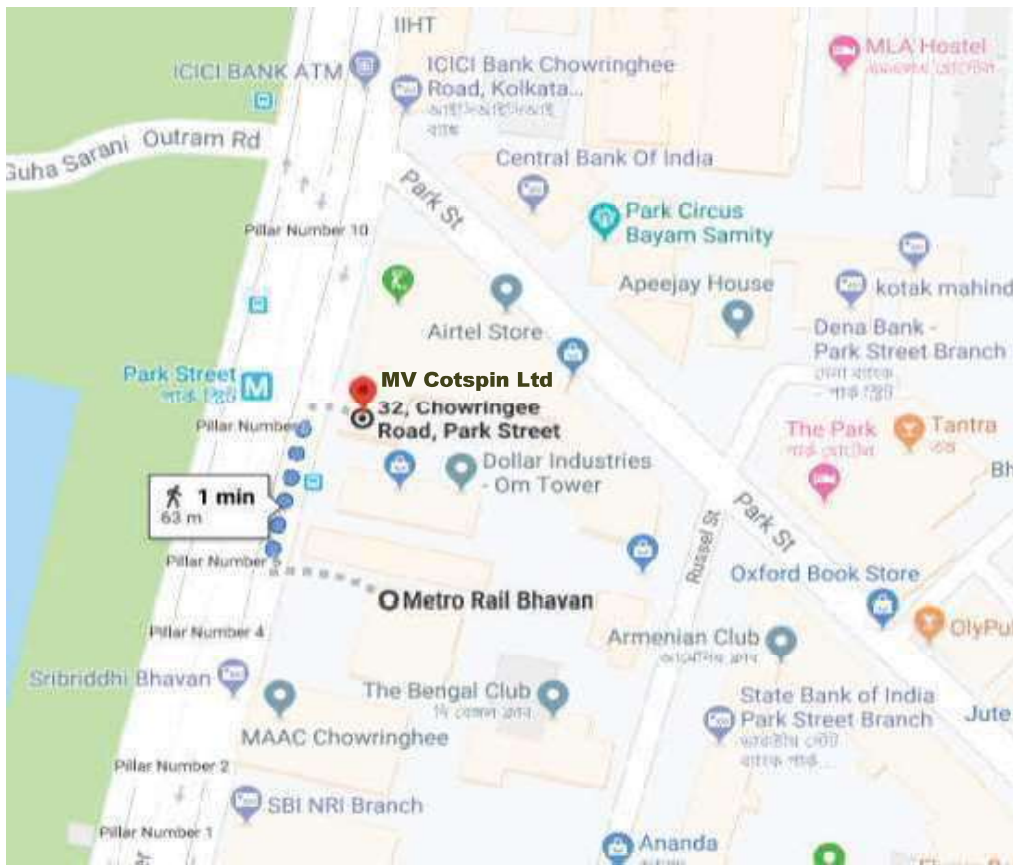 IIHT
ICICI BANK ATM
ICICI Bank Chowringhee
Road, Kolkata...
MLA Hostel
Guha Sarani
Outram Rd
Park St
Central Bank Of India
Park Circus
Bayam Samity
Pillar Number 10
Apeejay House
kotak mahind
Airtel Store
Dena Bank -
Park Street Branch
Park Street
পার্ক স্ট্রিট
MV Cotspin Ltd
32, Chowringee
Road, Park Street
Pillar Number
The Park
Tantra
Dollar Industries
- Om Tower
Bh
1 min
63 m
Park St
Russel St
Pillar Number
Oxford Book Store
Metro Rail Bhavan
Pillar Number 4
Armenian Club
OlyPu
Sribriddhi Bhavan
The Bengal Club
State Bank of India
Park Street Branch
Jute
MAAC Chowringhee
Pillar Number 2
SBI NRI Branch
Pillar Number 1
Ananda